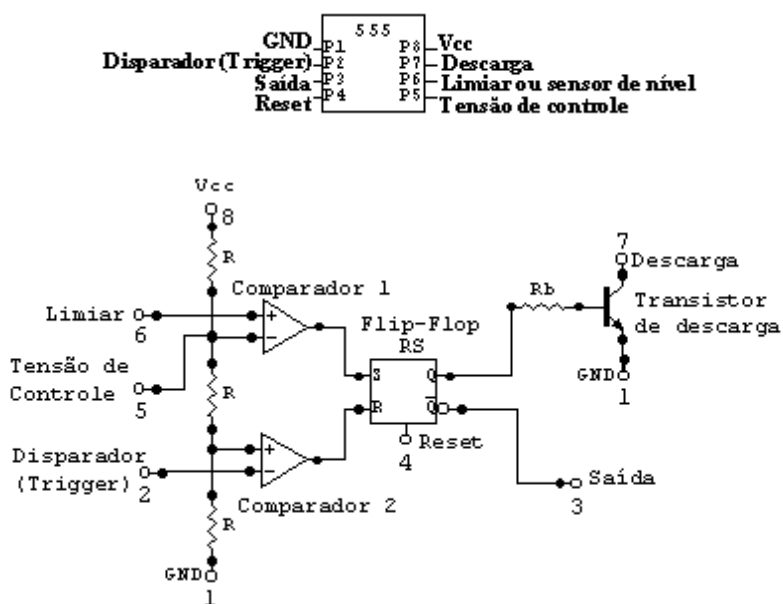 555
GND P1 P8 Vcc
Disparador (Trigger) P2 P7 Descarga
Saída P3 P6 Limiar ou sensor de nível
Reset P4 P5 Tensão de controle
Vcc
8
R
Comparador 1
Limiar
6
+
-
Tensão de
Controle
5
R
Flip-Flop
RS
S Q
R Q
Reset
4
Rb
7
Descarga
Transistor
de descarga
GND
1
Disparador
(Trigger)
2
+
-
Comparador 2
Saída
3
R
GND
1